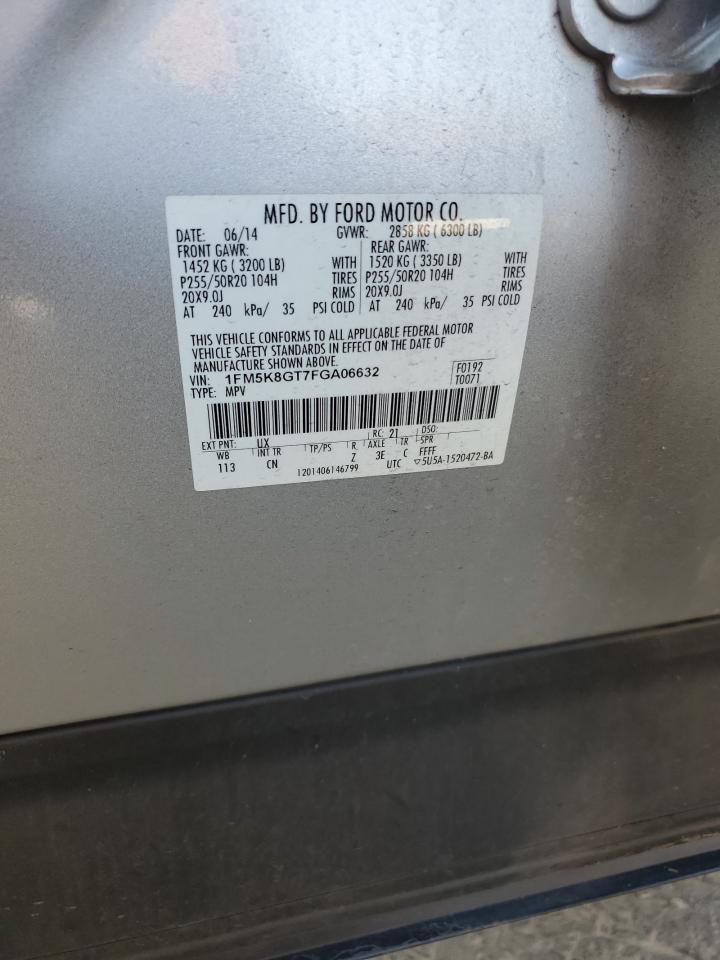 MFD. BY FORD MOTOR CO.
DATE: 06/14 GVWR: 2858 KG ( 6300 LB)
FRONT GAWR: REAR GAWR:
1452 KG ( 3200 LB) WITH 1520 KG ( 3350 LB) WITH
P255/50R20 104H TIRES P255/50R20 104H TIRES
20X9.0J RIMS 20X9.0J RIMS
AT 240 kPa/ 35 PSI COLD AT 240 kPa/ 35 PSI COLD
THIS VEHICLE CONFORMS TO ALL APPLICABLE FEDERAL MOTOR
VEHICLE SAFETY STANDARDS IN EFFECT ON THE DATE OF
MANUFACTURE SHOWN ABOVE.
VIN: 1FM5K8GT7FGA06632 F0192
TYPE: MPV T0071
EXT PNT: UX RC: 21 DSO:
WB INT TR TP/PS R AXLE TR SPR
113 CN Z 3E C FFFF
1201406146799 UTC ▽5U5A-1520472-BA